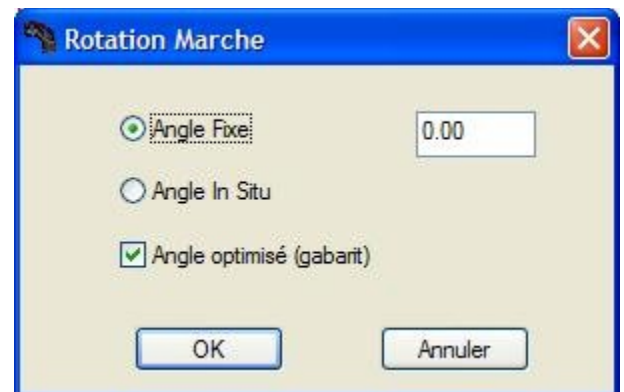 Rotation Marche
Angle Fixe 0.00
Angle In Situ
Angle optimisé (gabarit)
OK Annuler